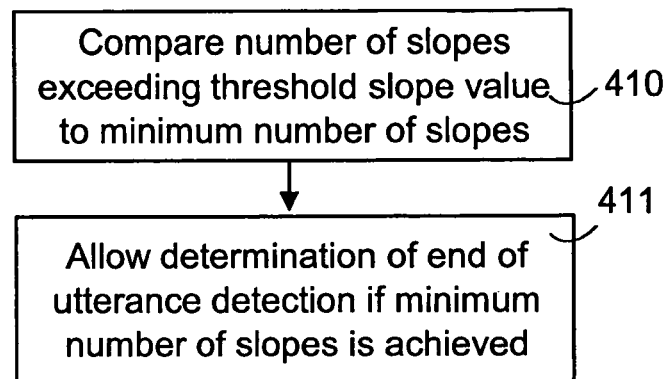 Compare number of slopes
exceeding threshold slope value
to minimum number of slopes
410
411
Allow determination of end of
utterance detection if minimum
number of slopes is achieved